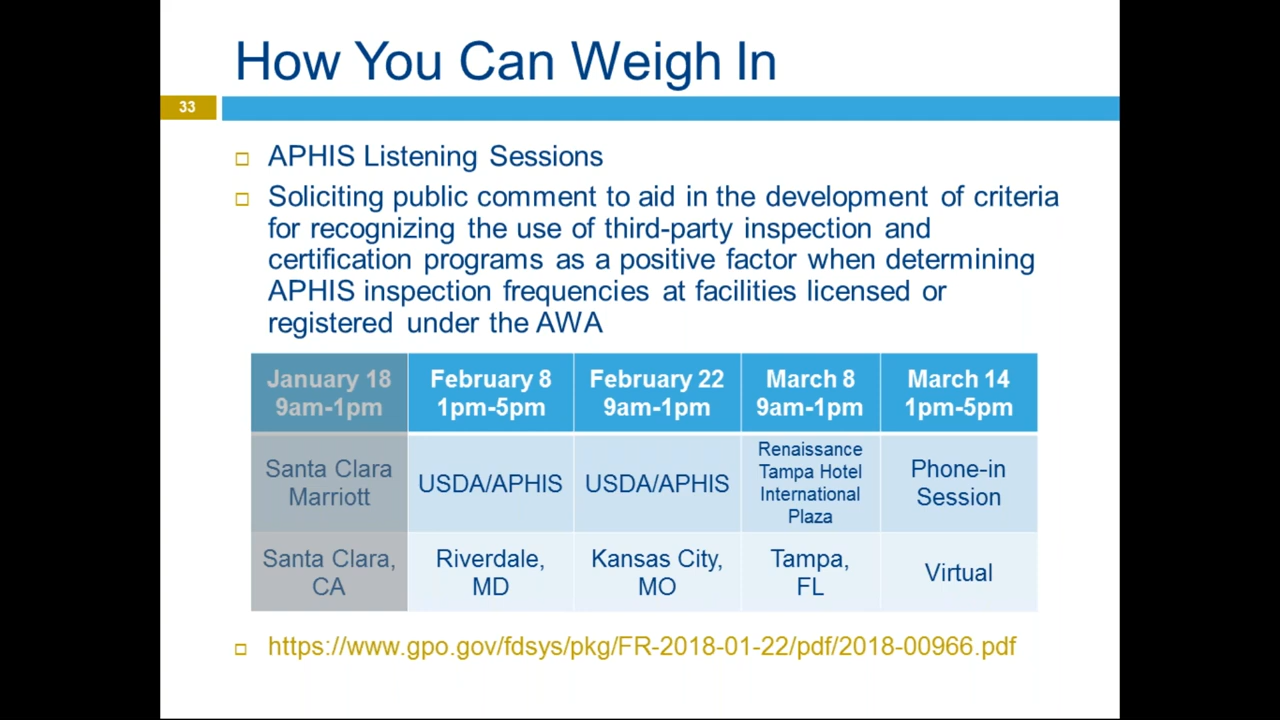 How You Can Weigh In
33
APHIS Listening Sessions
Soliciting public comment to aid in the development of criteria
for recognizing the use of third-party inspection and
certification programs as a positive factor when determining
APHIS inspection frequencies at facilities licensed or
registered under the AWA
January 18 February 8 February 22 March 8 March 14
9am-1pm 1pm-5pm 9am-1pm 9am-1pm 1pm-5pm
Santa Clara
Marriott
USDA/APHIS
USDA/APHIS
Renaissance
Tampa Hotel
International
Plaza
Phone-in
Session
Santa Clara,
CA
Riverdale,
MD
Kansas City,
MO
Tampa,
FL
Virtual
https://www.gpo.gov/fdsys/pkg/FR-2018-01-22/pdf/2018-00966.pdf